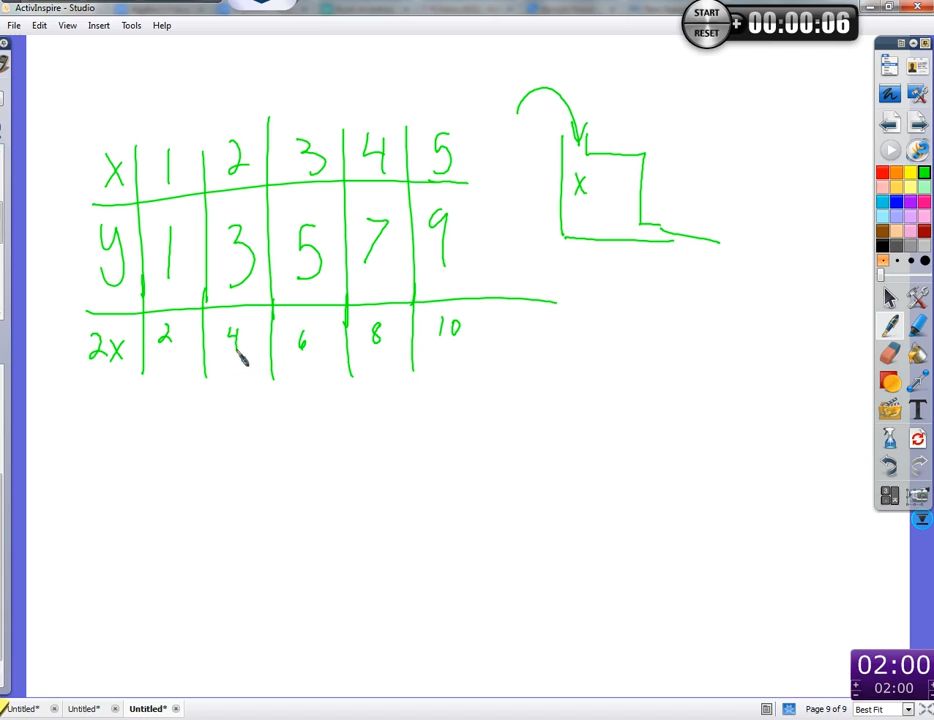 ActivInspire - Studio
START
RESET
00:00:06
File Edit View Insert Tools Help
x 1 2 3 4 5
y 1 3 5 7 9
2x 2 4 6 8 10
x
T
02:00
02:00
Untitled* Untitled* Untitled*
Page 9 of 9 Best Fit